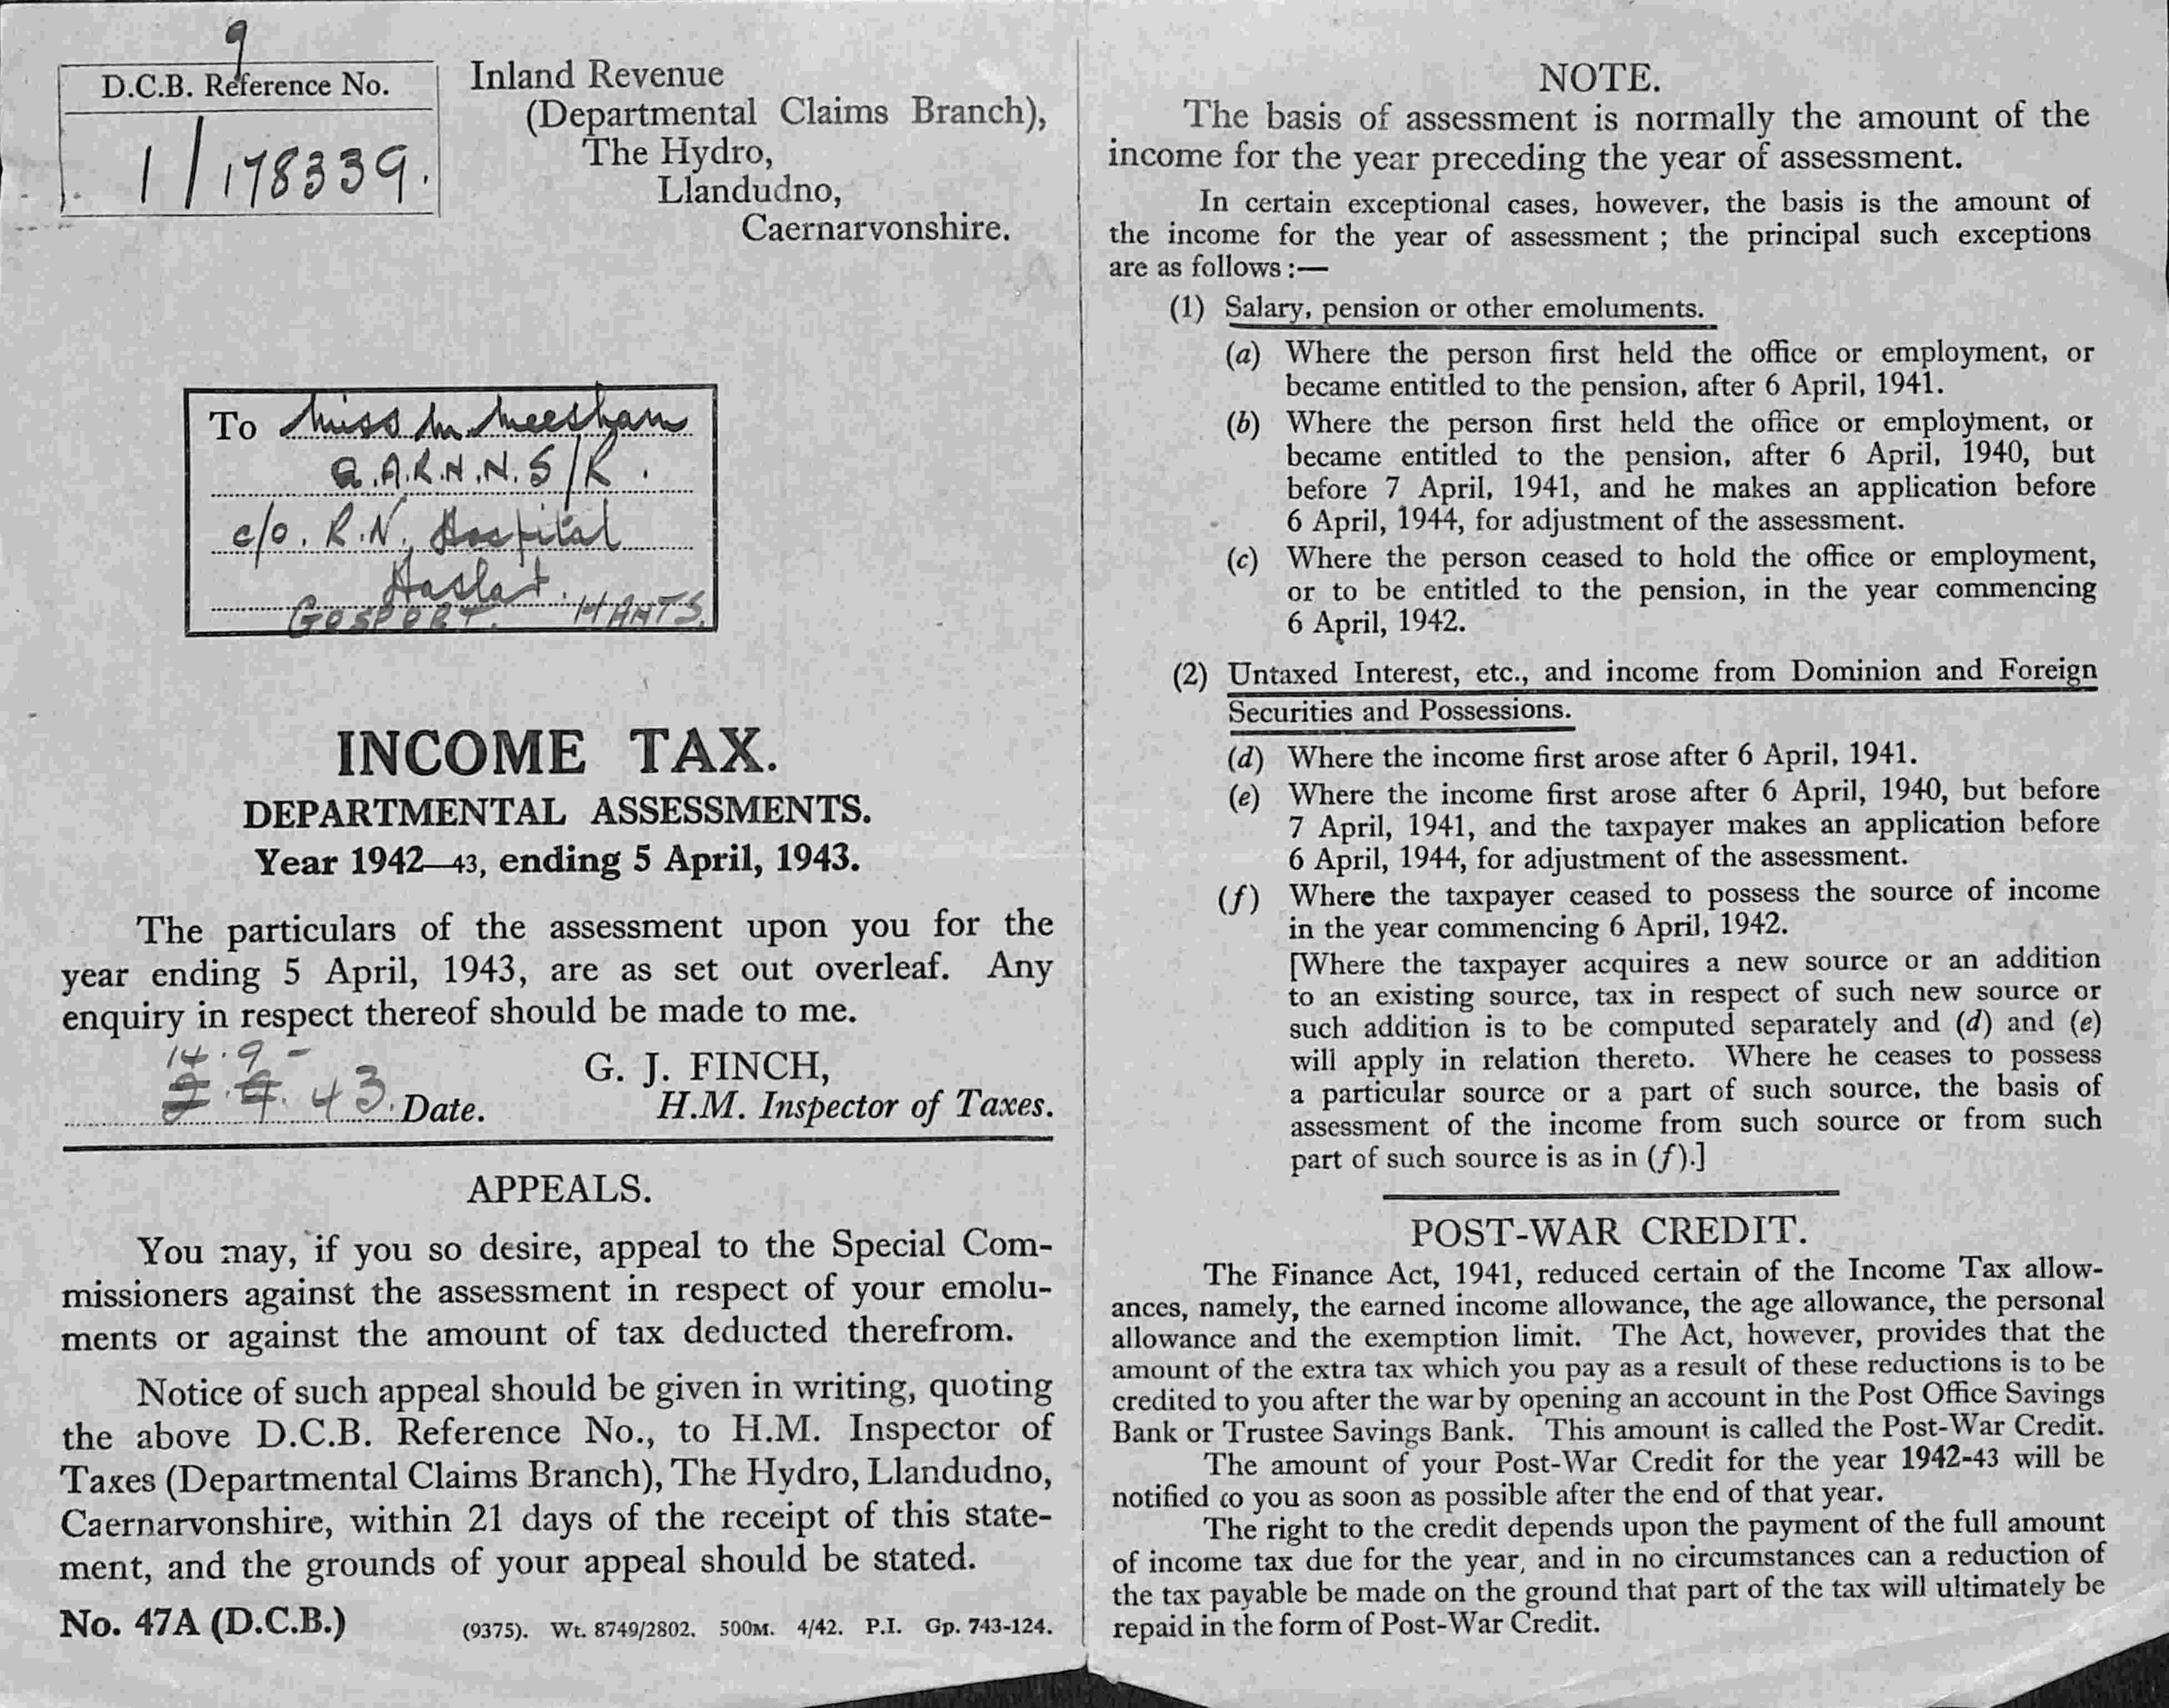 9
D.C.B. Reference No.
1/178339.
Inland Revenue
(Departmental Claims Branch),
The Hydro,
Llandudno,
Caernarvonshire.
To Miss M. Meesham
Q.A.R.N.N.S/R.
c/o. R.N. Hospital
Haslar.
GOSPORT. HANTS.
INCOME TAX.
DEPARTMENTAL ASSESSMENTS.
Year 1942—43, ending 5 April, 1943.
The particulars of the assessment upon you for the
year ending 5 April, 1943, are as set out overleaf. Any
enquiry in respect thereof should be made to me.
14.9-
43. Date.
G. J. FINCH,
H.M. Inspector of Taxes.
APPEALS.
You may, if you so desire, appeal to the Special Com-
missioners against the assessment in respect of your emolu-
ments or against the amount of tax deducted therefrom.
Notice of such appeal should be given in writing, quoting
the above D.C.B. Reference No., to H.M. Inspector of
Taxes (Departmental Claims Branch), The Hydro, Llandudno,
Caernarvonshire, within 21 days of the receipt of this state-
ment, and the grounds of your appeal should be stated.
No. 47A (D.C.B.)
(9375). Wt. 8749/2802. 500M. 4/42. P.I. Gp. 743-124.
NOTE.
The basis of assessment is normally the amount of the
income for the year preceding the year of assessment.
In certain exceptional cases, however, the basis is the amount of
the income for the year of assessment ; the principal such exceptions
are as follows :—
(1) Salary, pension or other emoluments.
(a) Where the person first held the office or employment, or
became entitled to the pension, after 6 April, 1941.
(b) Where the person first held the office or employment, or
became entitled to the pension, after 6 April, 1940, but
before 7 April, 1941, and he makes an application before
6 April, 1944, for adjustment of the assessment.
(c) Where the person ceased to hold the office or employment,
or to be entitled to the pension, in the year commencing
6 April, 1942.
(2) Untaxed Interest, etc., and income from Dominion and Foreign
Securities and Possessions.
(d) Where the income first arose after 6 April, 1941.
(e) Where the income first arose after 6 April, 1940, but before
7 April, 1941, and the taxpayer makes an application before
6 April, 1944, for adjustment of the assessment.
(f) Where the taxpayer ceased to possess the source of income
in the year commencing 6 April, 1942.
[Where the taxpayer acquires a new source or an addition
to an existing source, tax in respect of such new source or
such addition is to be computed separately and (d) and (e)
will apply in relation thereto. Where he ceases to possess
a particular source or a part of such source, the basis of
assessment of the income from such source or from such
part of such source is as in (f).]
POST-WAR CREDIT.
The Finance Act, 1941, reduced certain of the Income Tax allow-
ances, namely, the earned income allowance, the age allowance, the personal
allowance and the exemption limit. The Act, however, provides that the
amount of the extra tax which you pay as a result of these reductions is to be
credited to you after the war by opening an account in the Post Office Savings
Bank or Trustee Savings Bank. This amount is called the Post-War Credit.
The amount of your Post-War Credit for the year 1942-43 will be
notified to you as soon as possible after the end of that year.
The right to the credit depends upon the payment of the full amount
of income tax due for the year, and in no circumstances can a reduction of
the tax payable be made on the ground that part of the tax will ultimately be
repaid in the form of Post-War Credit.